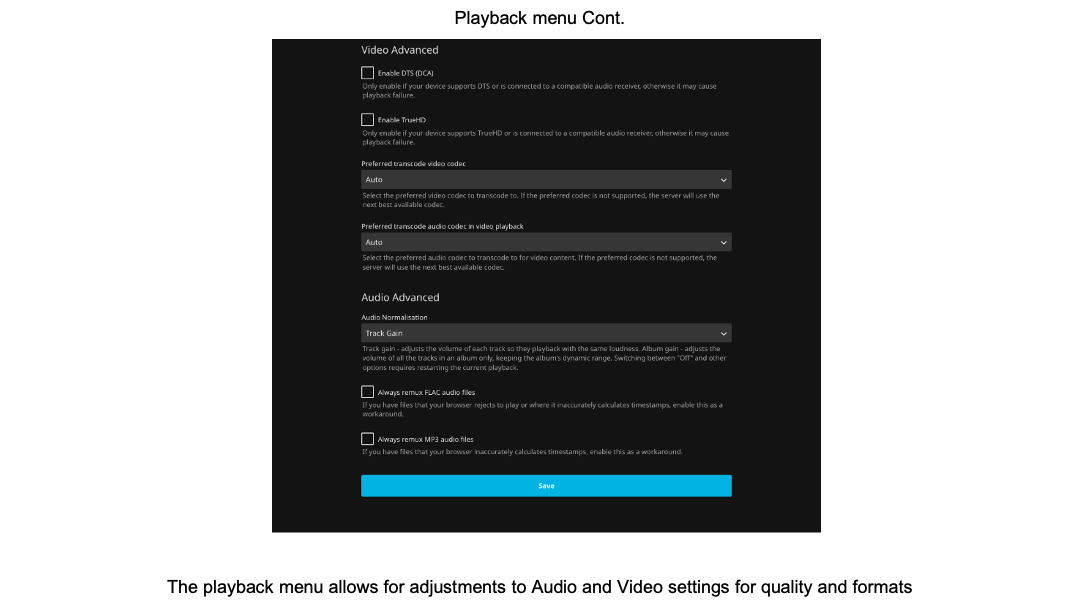 Playback menu Cont.
Video Advanced
Enable DTS (DCA)
Only enable if your device supports DTS or is connected to a compatible audio receiver, otherwise it may cause
playback failure.
Enable TrueHD
Only enable if your device supports TrueHD or is connected to a compatible audio receiver, otherwise it may cause
playback failure.
Preferred transcode video codec
Auto
Select the preferred video codec to transcode to. If the preferred codec is not supported, the server will use the
next best available codec.
Preferred transcode audio codec in video playback
Auto
Select the preferred audio codec to transcode to for video content. If the preferred codec is not supported, the
server will use the next best available codec.
Audio Advanced
Audio Normalisation
Track Gain
Track gain - adjusts the volume of each track so they playback with the same loudness. Album gain - adjusts the
volume of all the tracks in an album only, keeping the album's dynamic range. Switching between "Off" and other
options requires restarting the current playback.
Always remux FLAC audio files
If you have files that your browser rejects to play or where it inaccurately calculates timestamps, enable this as a
workaround.
Always remux MP3 audio files
If you have files that your browser inaccurately calculates timestamps, enable this as a workaround.
Save
The playback menu allows for adjustments to Audio and Video settings for quality and formats